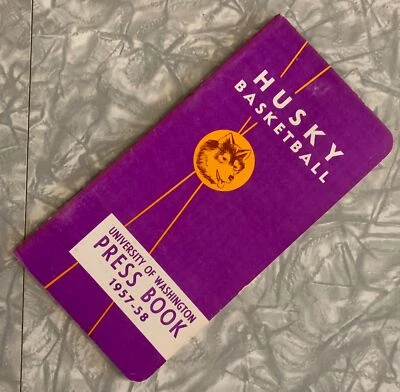 HUSKY
BASKETBALL
UNIVERSITY OF WASHINGTON
PRESS BOOK
1957-58